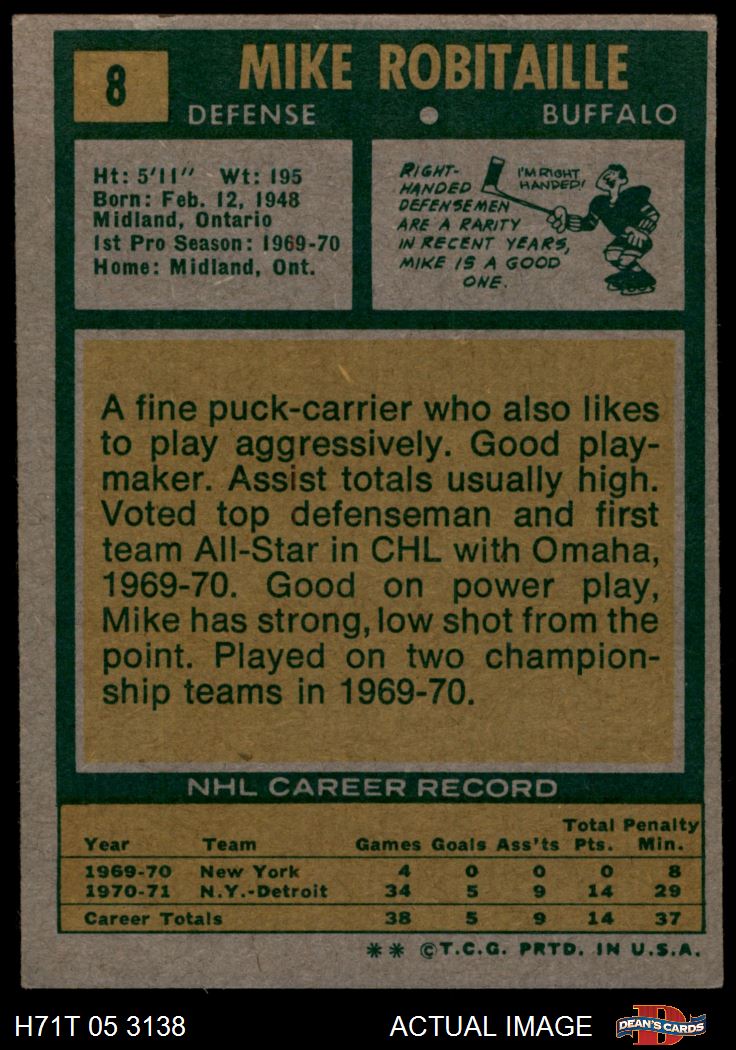 8
MIKE ROBITAILLE
DEFENSE • BUFFALO
Ht: 5'11" Wt: 195
Born: Feb. 12, 1948
Midland, Ontario
1st Pro Season: 1969-70
Home: Midland, Ont.
RIGHT-
HANDED
DEFENSEMEN
ARE A RARITY
IN RECENT YEARS,
MIKE IS A GOOD
ONE.
I'M RIGHT
HANDED!
A fine puck-carrier who also likes
to play aggressively. Good play-
maker. Assist totals usually high.
Voted top defenseman and first
team All-Star in CHL with Omaha,
1969-70. Good on power play,
Mike has strong, low shot from the
point. Played on two champion-
ship teams in 1969-70.
NHL CAREER RECORD
Total Penalty
Year Team Games Goals Ass'ts Pts. Min.
1969-70 New York 4 0 0 0 8
1970-71 N.Y.-Detroit 34 5 9 14 29
Career Totals 38 5 9 14 37
** ©T.C.G. PRTD. IN U.S.A.
H71T 05 3138 ACTUAL IMAGE D DEAN'S CARDS